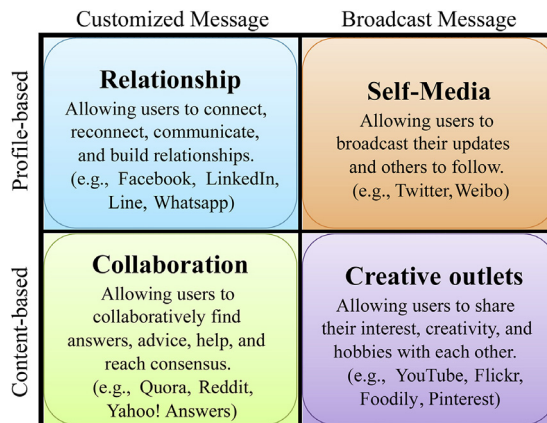 Customized Message
Broadcast Message
Profile-based
Relationship
Allowing users to connect,
reconnect, communicate,
and build relationships.
(e.g., Facebook, LinkedIn,
Line, Whatsapp)
Self-Media
Allowing users to
broadcast their updates
and others to follow.
(e.g., Twitter,Weibo)
Content-based
Collaboration
Allowing users to
collaboratively find
answers, advice, help, and
reach consensus.
(e.g., Quora, Reddit,
Yahoo! Answers)
Creative outlets
Allowing users to share
their interest, creativity, and
hobbies with each other.
(e.g., YouTube, Flickr,
Foodily, Pinterest)